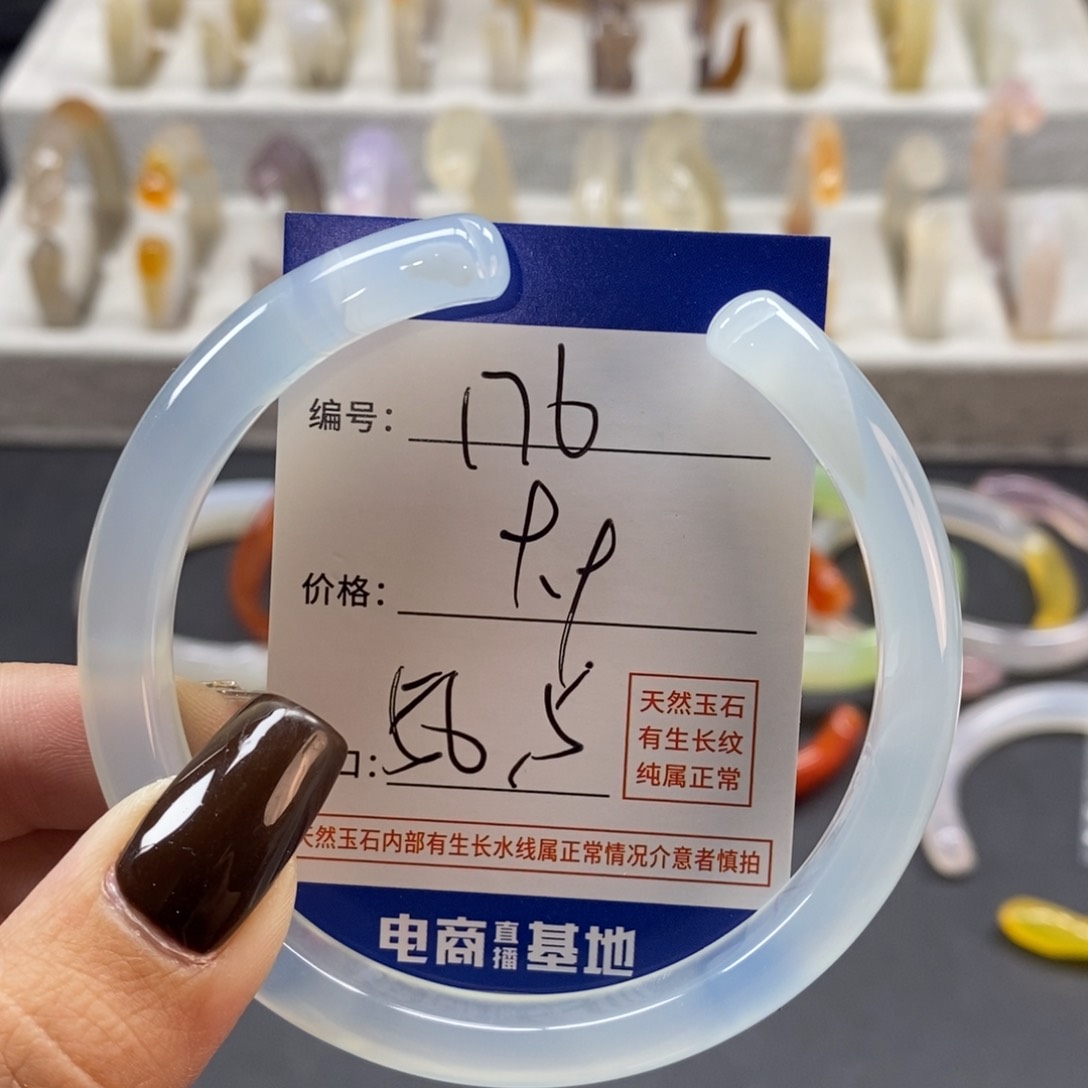 编号：176
价格：
口：56.5
天然玉石
有生长纹
纯属正常
天然玉石内部有生长水线属正常情况介意者慎拍
电商直播基地